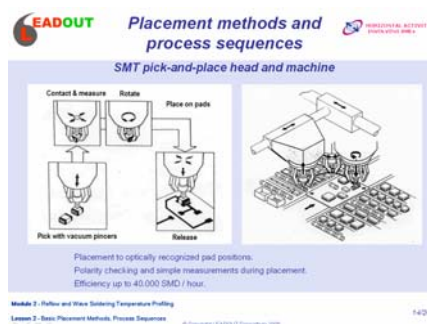 LEADOUT
Placement methods and
process sequences
HORIZONTAL ACTIVITY
SMT pick-and-place head and machine
Contact & measure
Rotate
Place on pads
Pick with vacuum pincers
Release
Placement to optically recognized pad positions.
Polarity checking and simple measurements during placement.
Efficiency up to 40.000 SMD / hour.
Module 2 - Reflow and Wave Soldering Temperature Profiling
Lesson 2 - Basic Placement Methods, Process Sequences